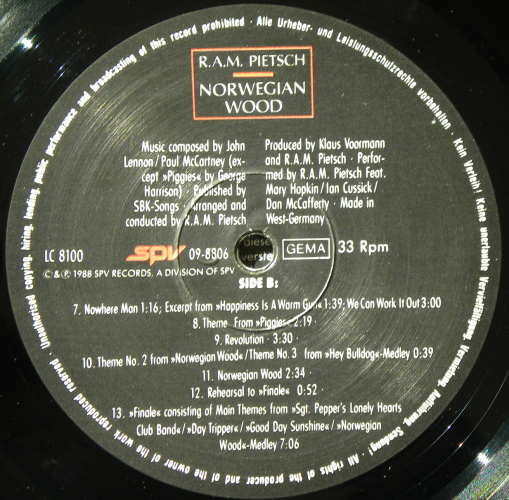 R.A.M. PIETSCH
NORWEGIAN
WOOD
Music composed by John
Lennon/Paul McCartney (ex-
cept »Piggies« by George
Harrison) · Published by
SBK-Songs · Arranged and
conducted by R.A.M. Pietsch
Produced by Klaus Voormann
and R.A.M. Pietsch · Perfor-
med by R.A.M. Pietsch Feat.
Mary Hopkin/Ian Cussick/
Dan McCafferty · Made in
West-Germany
LC 8100
spv
09-8806
diese
verste
GEMA
33 Rpm
© & ℗ 1988 SPV RECORDS, A DIVISION OF SPV
SIDE B:
7. Nowhere Man 1:16; Excerpt from »Happiness Is A Warm Gun« 1:39; We Can Work It Out 3:00
8. Theme From »Piggies« 2:19 ·
9. Revolution · 3:30 ·
10. Theme No. 2 from »Norwegian Wood«/Theme No. 3 from »Hey Bulldog«-Medley 0:39
11. Norwegian Wood 2:34 ·
12. Rehearsal to »Finale« 0:52 ·
13. »Finale« consisting of Main Themes from »Sgt. Pepper's Lonely Hearts
Club Band«/»Day Tripper«/»Good Day Sunshine«/»Norwegian
Wood«-Medley 7:06
Unauthorised copying, hiring, lending, public performance and broadcasting of this record prohibited · Alle Urheber- und Leistungsschutzrechte vorbehalten · Kein Verleih! Keine unerlaubte Vervielfältigung, Vermietung, Aufführung, Sendung! · All rights of the producer and of the owner of the work reproduced reserved ·